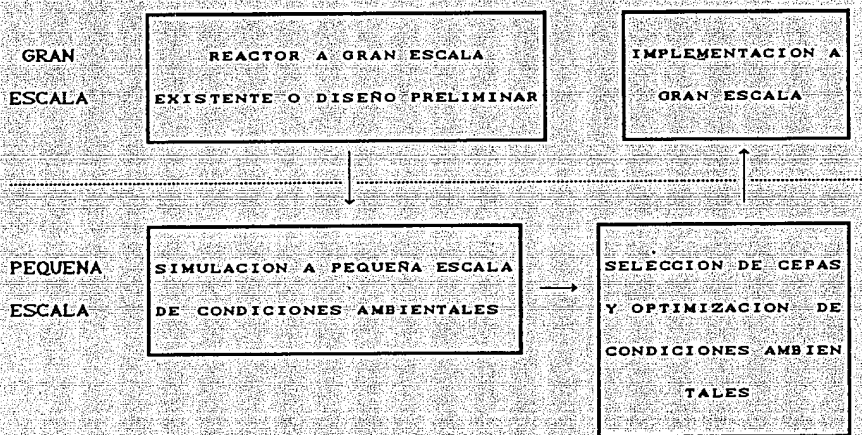 GRAN
ESCALA
REACTOR A GRAN ESCALA
EXISTENTE O DISEÑO PRELIMINAR
IMPLEMENTACION A
GRAN ESCALA
PEQUENA
ESCALA
SIMULACION A PEQUEÑA ESCALA
DE CONDICIONES AMBIENTALES
SELECCION DE CEPAS
Y OPTIMIZACION DE
CONDICIONES AMBIEN
TALES